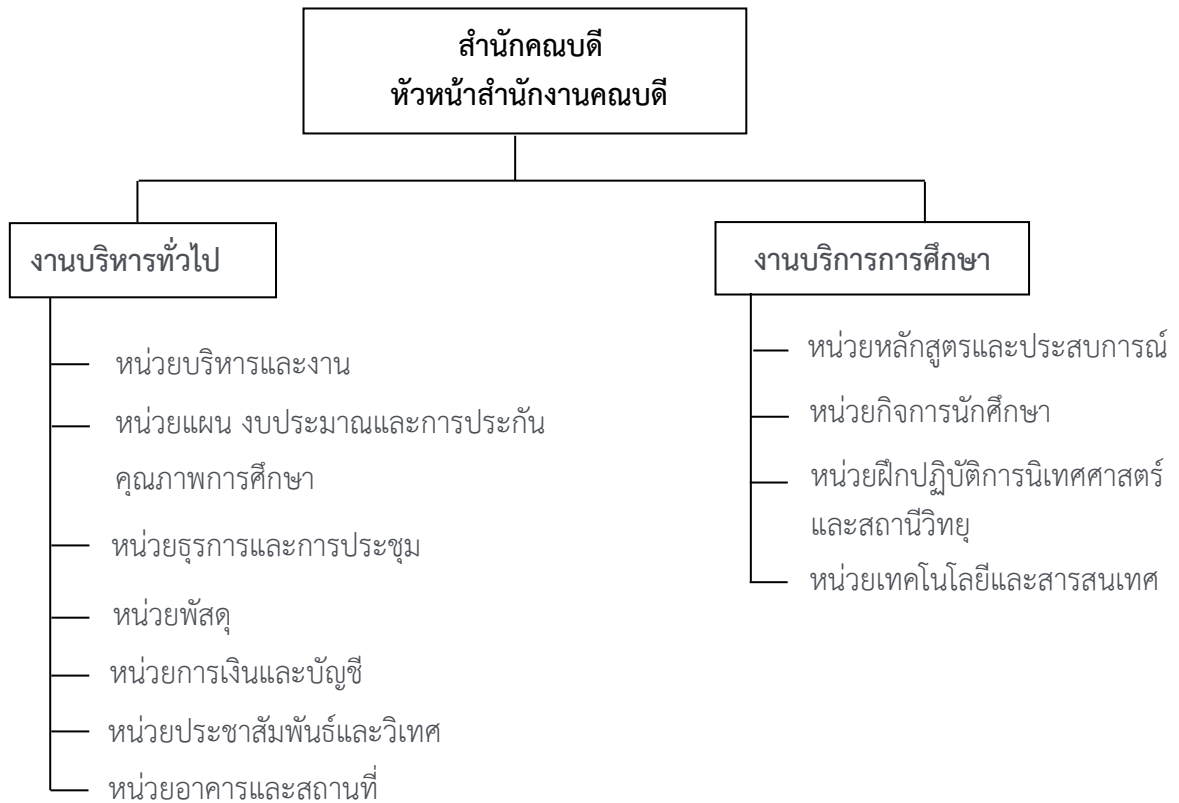 สำนักคณบดี
หัวหน้าสำนักงานคณบดี
งานบริหารทั่วไป
หน่วยบริหารและงาน
หน่วยแผน งบประมาณและการประกัน
คุณภาพการศึกษา
หน่วยธุรการและการประชุม
หน่วยพัสดุ
หน่วยการเงินและบัญชี
หน่วยประชาสัมพันธ์และวิเทศ
หน่วยอาคารและสถานที่
งานบริการการศึกษา
หน่วยหลักสูตรและประสบการณ์
หน่วยกิจการนักศึกษา
หน่วยฝึกปฏิบัติการนิเทศศาสตร์
และสถานีวิทยุ
หน่วยเทคโนโลยีและสารสนเทศ